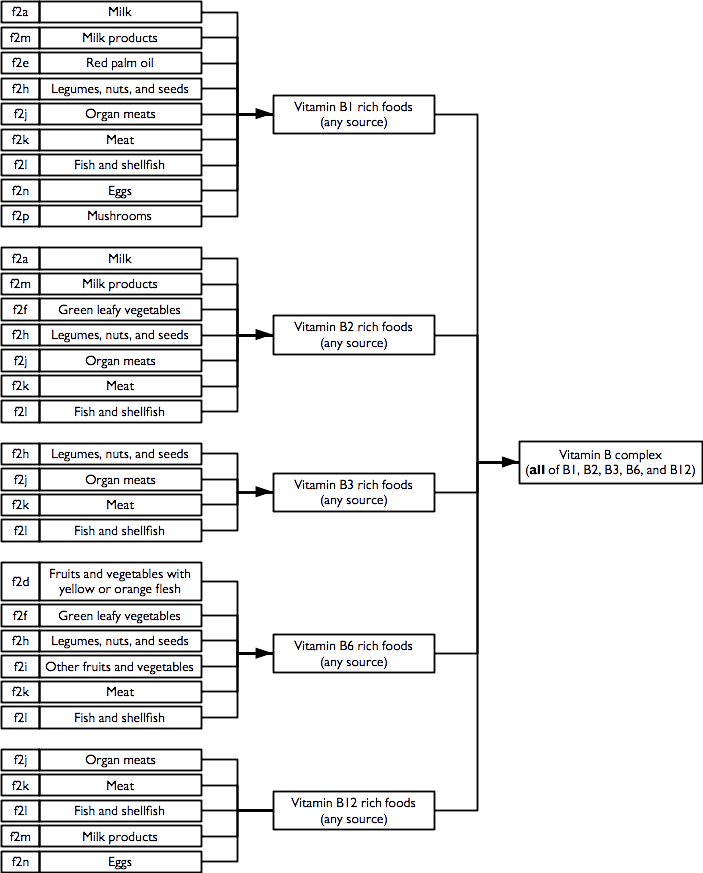 f2a Milk
f2m Milk products
f2e Red palm oil
f2h Legumes, nuts, and seeds
f2j Organ meats
f2k Meat
f2l Fish and shellfish
f2n Eggs
f2p Mushrooms
Vitamin B1 rich foods
(any source)
f2a Milk
f2m Milk products
f2f Green leafy vegetables
f2h Legumes, nuts, and seeds
f2j Organ meats
f2k Meat
f2l Fish and shellfish
Vitamin B2 rich foods
(any source)
f2h Legumes, nuts, and seeds
f2j Organ meats
f2k Meat
f2l Fish and shellfish
Vitamin B3 rich foods
(any source)
f2d Fruits and vegetables with
yellow or orange flesh
f2f Green leafy vegetables
f2h Legumes, nuts, and seeds
f2i Other fruits and vegetables
f2k Meat
f2l Fish and shellfish
Vitamin B6 rich foods
(any source)
f2j Organ meats
f2k Meat
f2l Fish and shellfish
f2m Milk products
f2n Eggs
Vitamin B12 rich foods
(any source)
Vitamin B complex
(all of B1, B2, B3, B6, and B12)